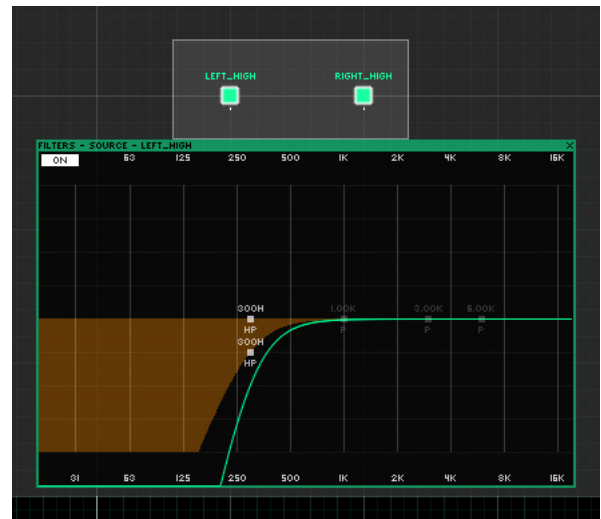 LEFT_HIGH RIGHT_HIGH
FILTERS - SOURCE - LEFT_HIGH ×
ON 63 125 250 500 1K 2K 4K 8K 16K
300H 1.00K 3.00K 6.00K
HP P P P
300H
HP
31 63 125 250 500 1K 2K 4K 8K 16K